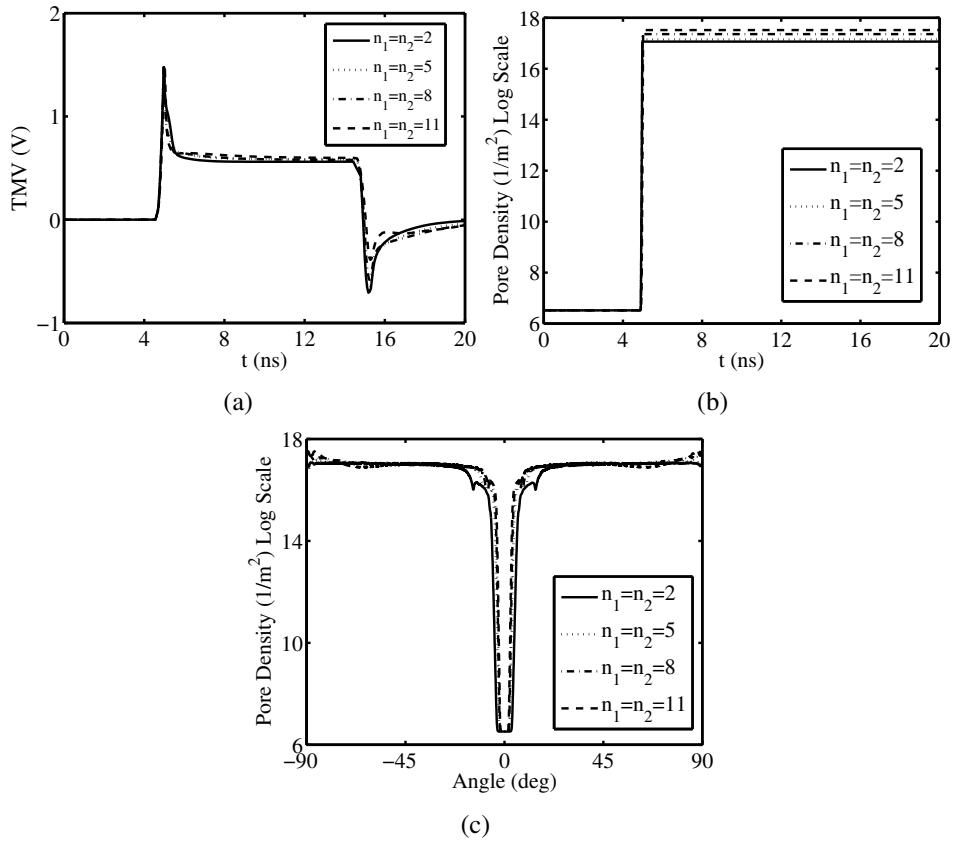 2
1
0
−1
TMV (V)
0 4 8 12 16 20
t (ns)
n1=n2=2
n1=n2=5
n1=n2=8
n1=n2=11
(a)
18
16
14
12
10
8
6
Pore Density (1/m²) Log Scale
0 4 8 12 16 20
t (ns)
n1=n2=2
n1=n2=5
n1=n2=8
n1=n2=11
(b)
18
14
10
6
Pore Density (1/m²) Log Scale
−90 −45 0 45 90
Angle (deg)
n1=n2=2
n1=n2=5
n1=n2=8
n1=n2=11
(c)